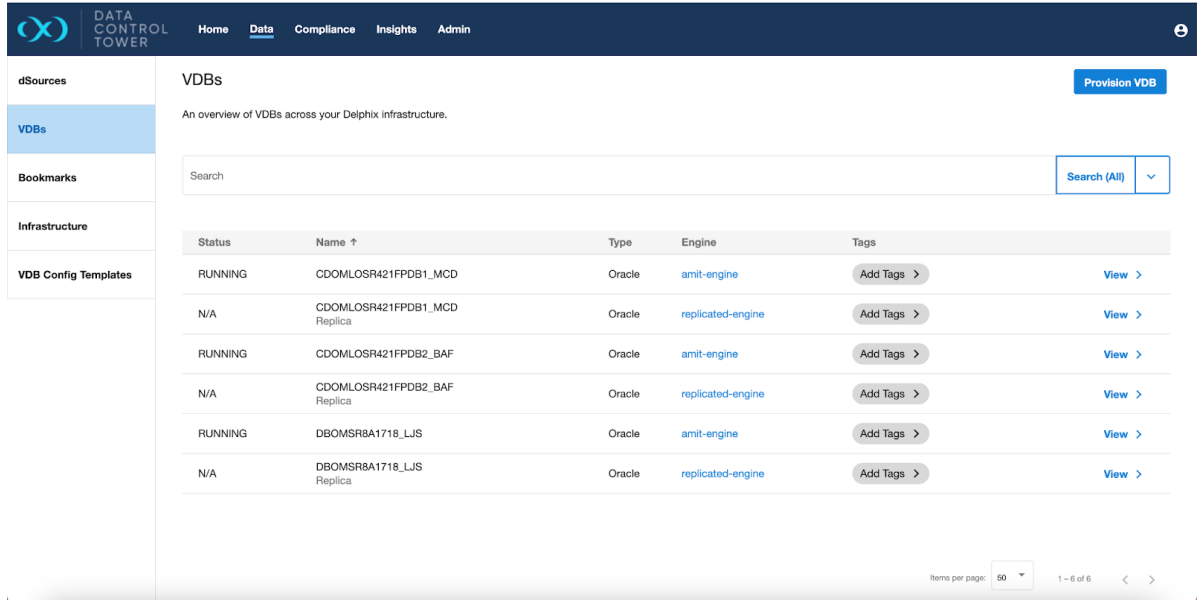 DATA
CONTROL
TOWER
Home Data Compliance Insights Admin
dSources
VDBs
Bookmarks
Infrastructure
VDB Config Templates
VDBs
Provision VDB
An overview of VDBs across your Delphix infrastructure.
Search
Search (All)
Status Name Type Engine Tags
RUNNING CDOMLOSR421FPDB1_MCD Oracle amit-engine Add Tags View
N/A CDOMLOSR421FPDB1_MCD Oracle replicated-engine Add Tags View
Replica
RUNNING CDOMLOSR421FPDB2_BAF Oracle amit-engine Add Tags View
N/A CDOMLOSR421FPDB2_BAF Oracle replicated-engine Add Tags View
Replica
RUNNING DBOMSR8A1718_LJS Oracle amit-engine Add Tags View
N/A DBOMSR8A1718_LJS Oracle replicated-engine Add Tags View
Replica
Items per page: 50 1 – 6 of 6